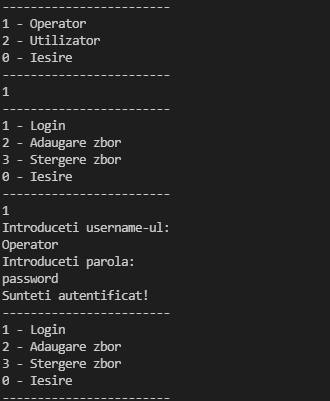 ------------------------
1 - Operator
2 - Utilizator
0 - Iesire
------------------------
1
------------------------
1 - Login
2 - Adaugare zbor
3 - Stergere zbor
0 - Iesire
------------------------
1
Introduceti username-ul:
Operator
Introduceti parola:
password
Sunteti autentificat!
------------------------
1 - Login
2 - Adaugare zbor
3 - Stergere zbor
0 - Iesire
------------------------